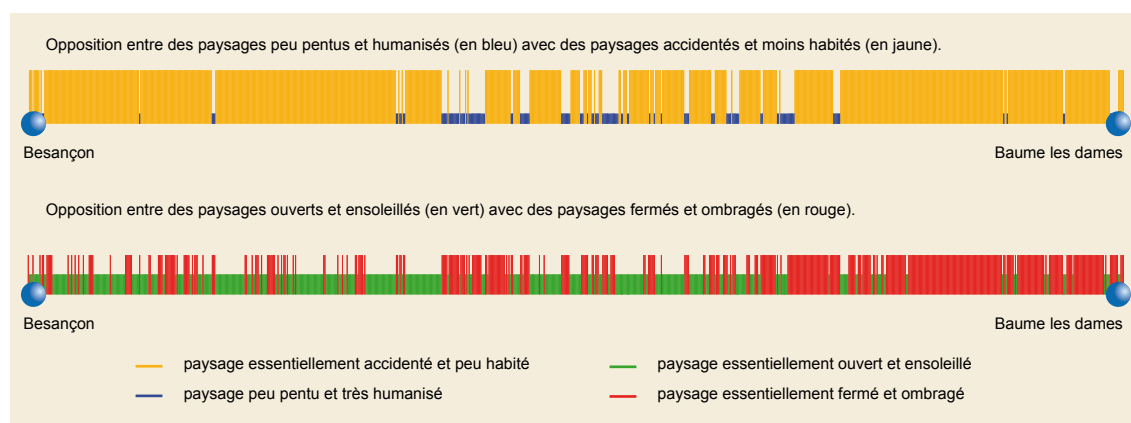 Opposition entre des paysages peu pentus et humanisés (en bleu) avec des paysages accidentés et moins habités (en jaune).
Besançon
Baume les dames
Opposition entre des paysages ouverts et ensoleillés (en vert) avec des paysages fermés et ombragés (en rouge).
Besançon
Baume les dames
paysage essentiellement accidenté et peu habité
paysage essentiellement ouvert et ensoleillé
paysage peu pentu et très humanisé
paysage essentiellement fermé et ombragé